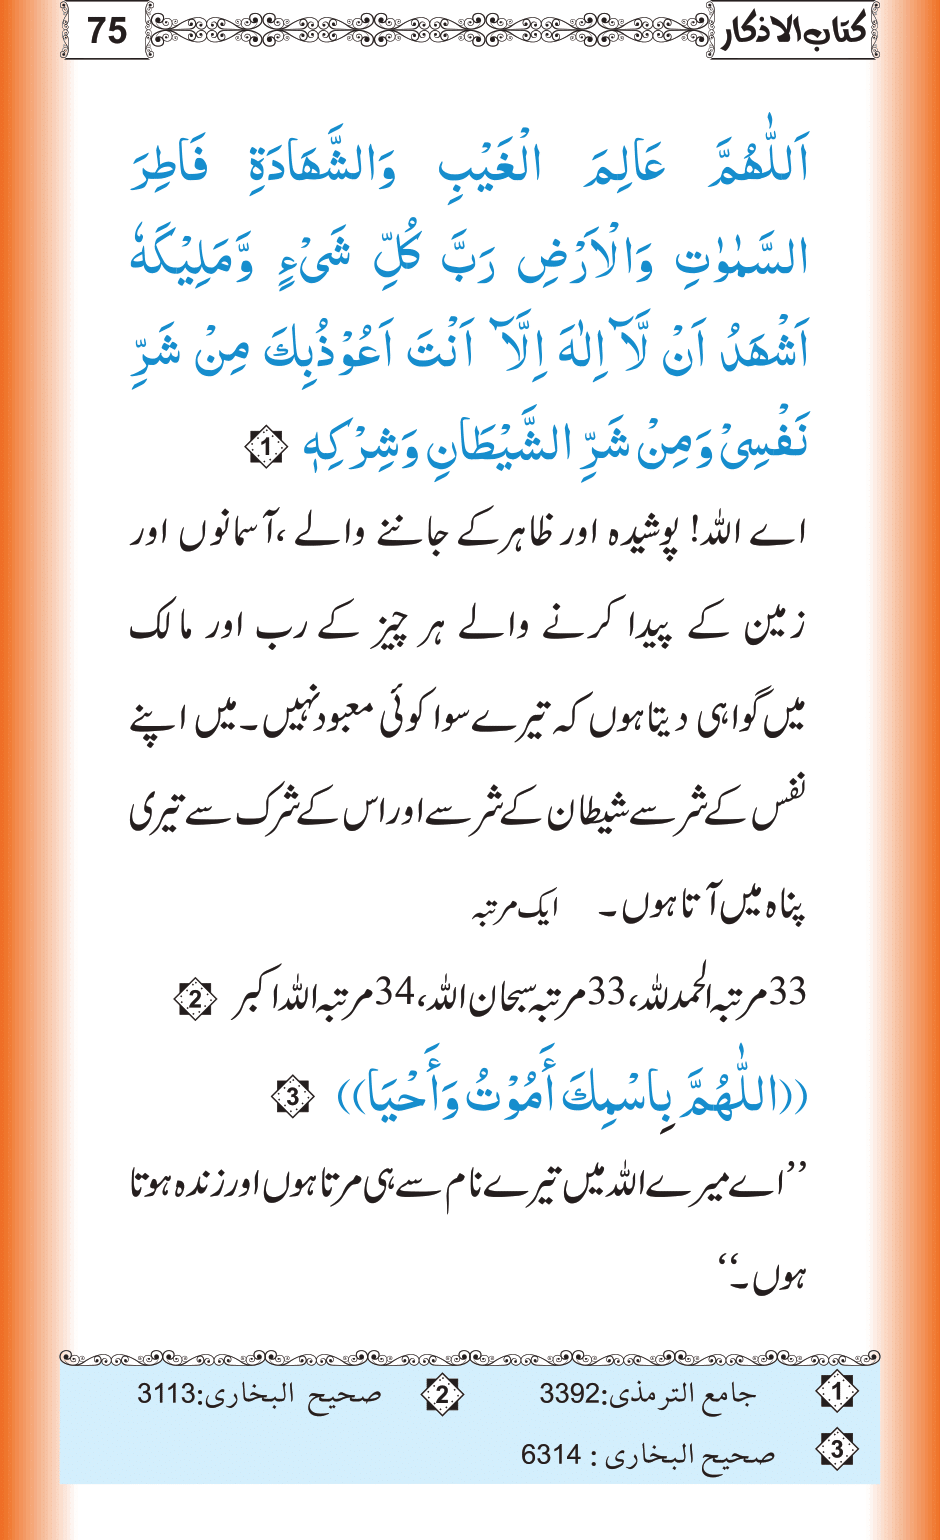 کتاب الاذکار
75
اَللّٰهُمَّ عَالِمَ الْغَيْبِ وَالشَّهَادَةِ فَاطِرَ
السَّمٰوٰتِ وَالْاَرْضِ رَبَّ كُلِّ شَىْءٍ وَّمَلِيْكَهٗ
اَشْهَدُ اَنْ لَّآ اِلٰهَ اِلَّآ اَنْتَ اَعُوْذُبِكَ مِنْ شَرِّ
نَفْسِىْ وَمِنْ شَرِّ الشَّيْطَانِ وَشِرْكِهٖ 1
اے اللہ! پوشیدہ اور ظاہر کے جاننے والے ،آسمانوں اور
زمین کے پیدا کرنے والے ہر چیز کے رب اور مالک
میں گواہی دیتا ہوں کہ تیرے سوا کوئی معبود نہیں۔ میں اپنے
نفس کے شر سے شیطان کے شر سے اور اس کے شرک سے تیری
پناہ میں آتا ہوں۔ ایک مرتبہ
33 مرتبہ الحمدللہ، 33 مرتبہ سبحان اللہ، 34 مرتبہ اللہ اکبر 2
((اللّٰهُمَّ بِاسْمِكَ أَمُوْتُ وَأَحْيَا)) 3
’’اے میرے اللہ میں تیرے نام سے ہی مرتا ہوں اور زندہ ہوتا
ہوں۔‘‘
1 جامع الترمذی:3392 2 صحیح البخاری:3113
3 صحیح البخاری : 6314